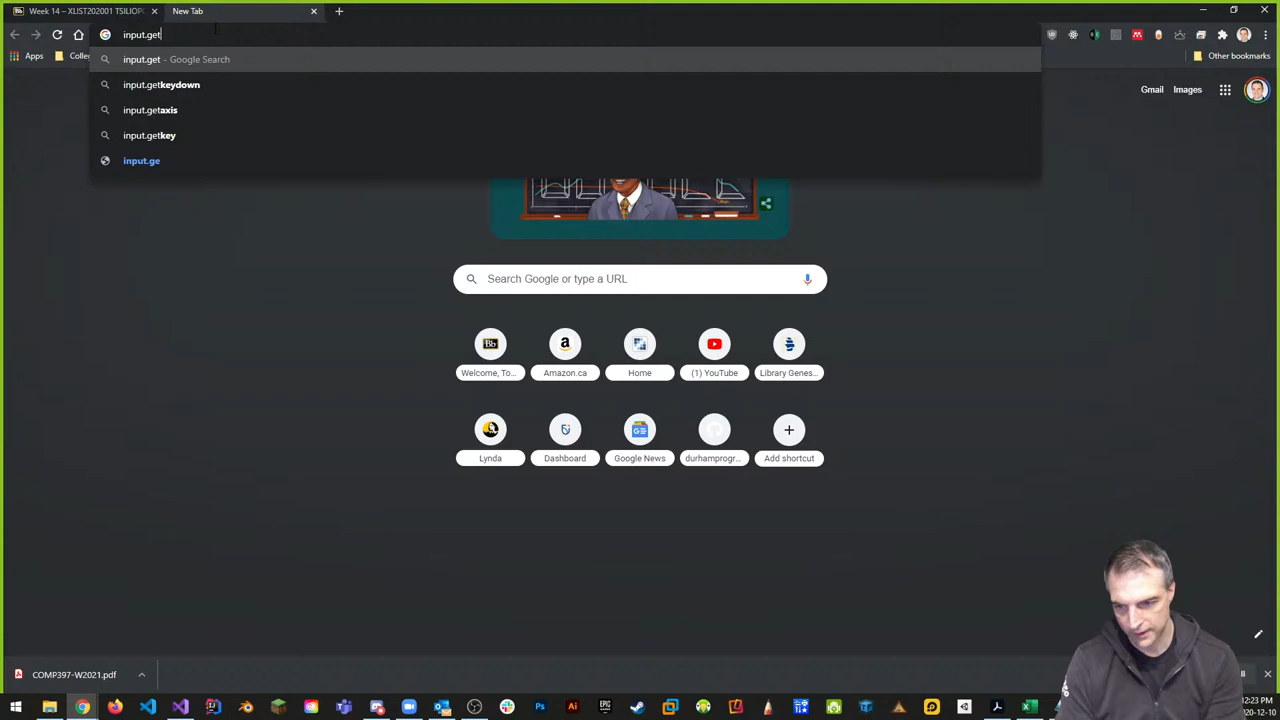 Week 14 – XLIST202001 TSILIOF
New Tab
input.get
input.get - Google Search
input.getkeydown
input.getaxis
input.getkey
input.ge
Apps
Colleg
Other bookmarks
Gmail
Images
Search Google or type a URL
Welcome, To...
Amazon.ca
Home
(1) YouTube
Library Genes...
Lynda
Dashboard
Google News
durhamprogr...
Add shortcut
COMP397-W2021.pdf
12:23 PM
2020-12-10